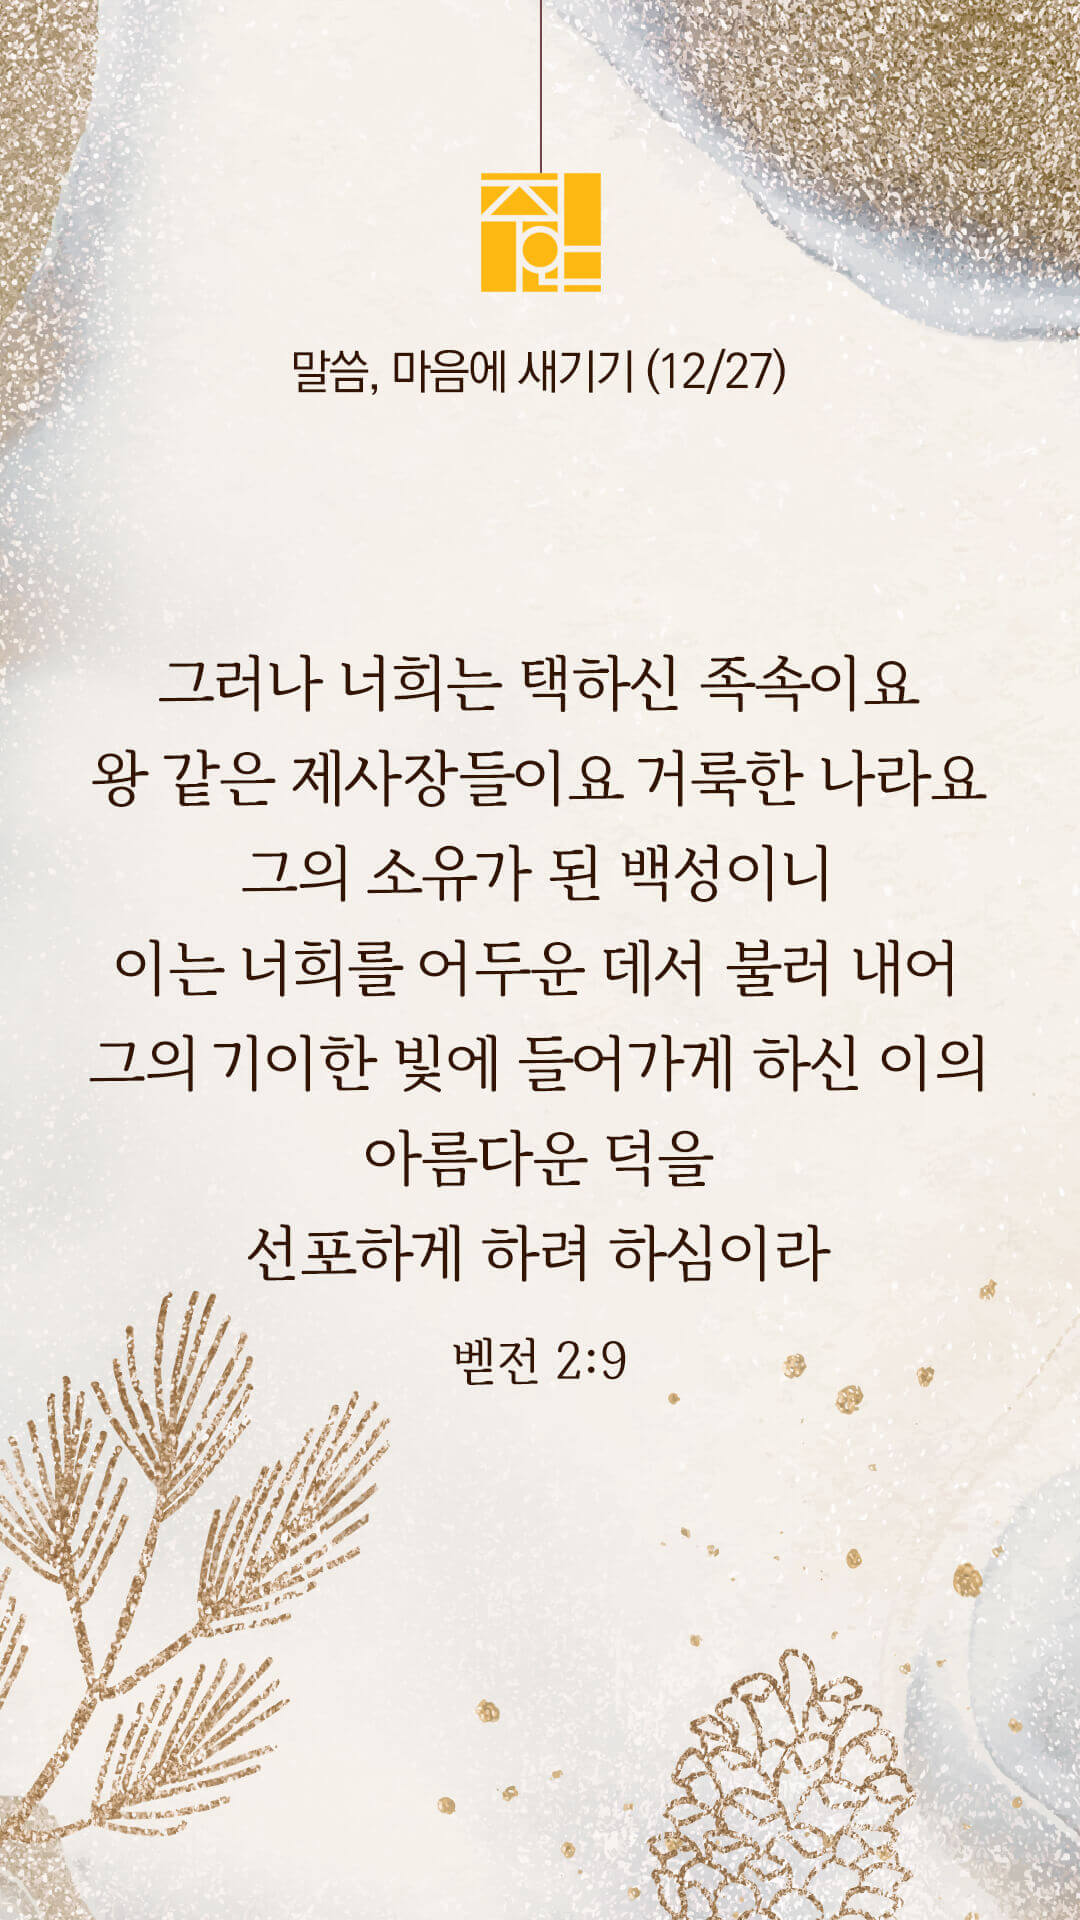 주인
말씀, 마음에 새기기 (12/27)
그러나 너희는 택하신 족속이요
왕 같은 제사장들이요 거룩한 나라요
그의 소유가 된 백성이니
이는 너희를 어두운 데서 불러 내어
그의 기이한 빛에 들어가게 하신 이의
아름다운 덕을
선포하게 하려 하심이라
벧전 2:9